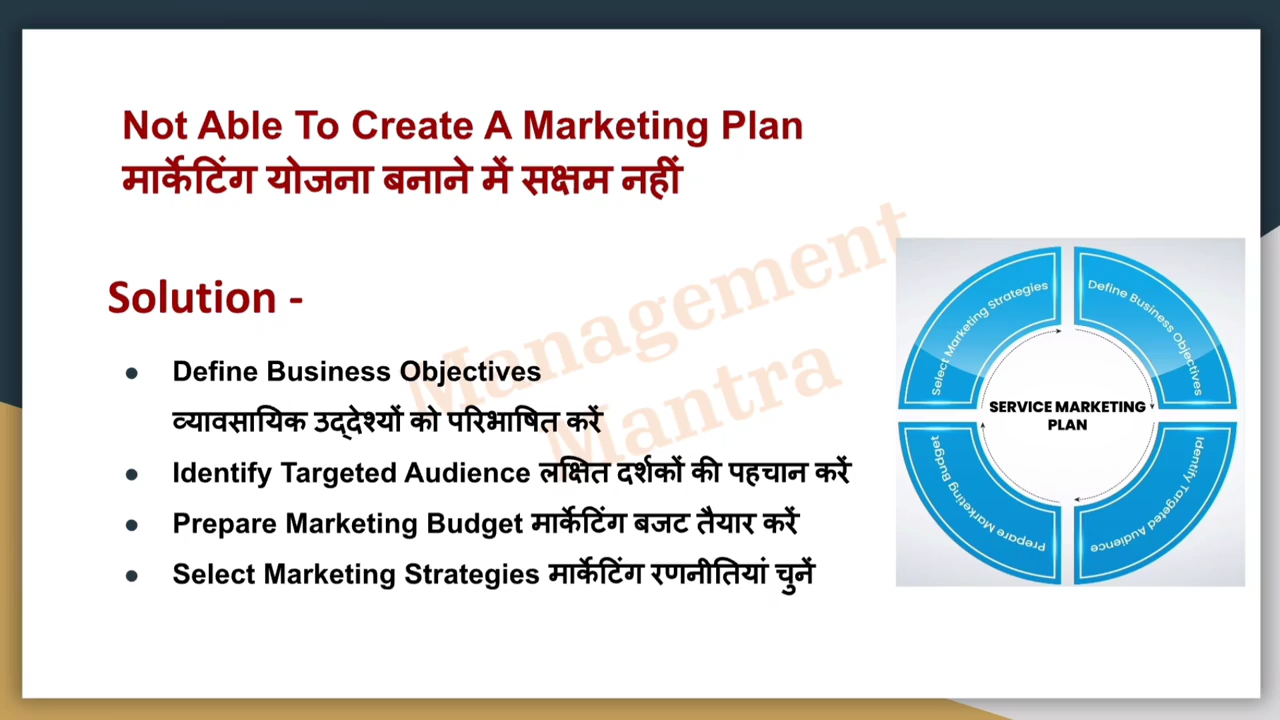 Not Able To Create A Marketing Plan
मार्केटिंग योजना बनाने में सक्षम नहीं
Solution -
● Define Business Objectives
व्यावसायिक उद्देश्यों को परिभाषित करें
● Identify Targeted Audience लक्षित दर्शकों की पहचान करें
● Prepare Marketing Budget मार्केटिंग बजट तैयार करें
● Select Marketing Strategies मार्केटिंग रणनीतियां चुनें
Management
Mantra
Select Marketing Strategies
Define Business Objectives
SERVICE MARKETING
PLAN
Prepare Marketing Budget
Identify Targeted Audience